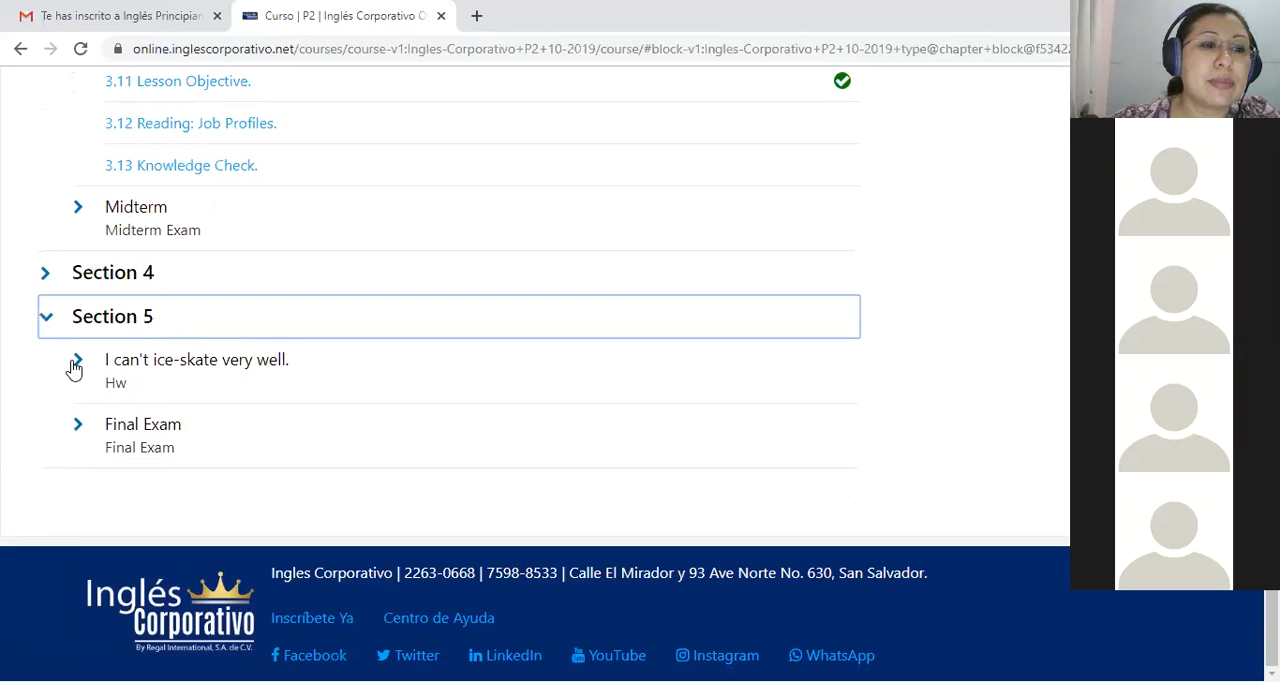 Te has inscrito a Inglés Principian
Curso | P2 | Inglés Corporativo O
online.inglescorporativo.net/courses/course-v1:Ingles-Corporativo+P2+10-2019/course/#block-v1:Ingles-Corporativo+P2+10-2019+type@chapter+block@f5342
3.11 Lesson Objective.
3.12 Reading: Job Profiles.
3.13 Knowledge Check.
Midterm
Midterm Exam
Section 4
Section 5
I can't ice-skate very well.
Hw
Final Exam
Final Exam
Inglés
Corporativo
By Regal International, S.A. de C.V.
Ingles Corporativo | 2263-0668 | 7598-8533 | Calle El Mirador y 93 Ave Norte No. 630, San Salvador.
Inscríbete Ya Centro de Ayuda
Facebook Twitter LinkedIn YouTube Instagram WhatsApp